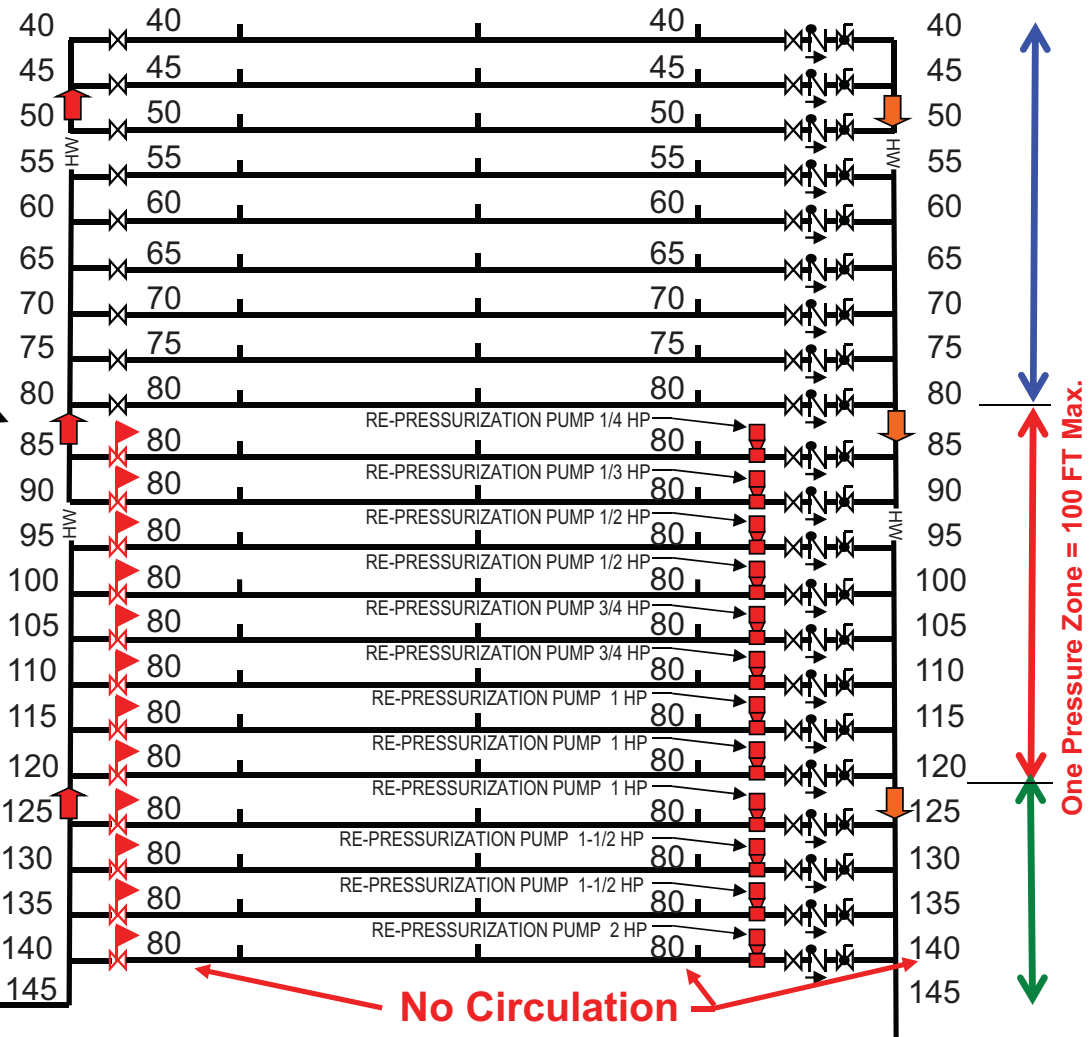 40 40 40 40
45 45 45 45
50 50 50 50
HW HW
55 55 55 55
60 60 60 60
65 65 65 65
70 70 70 70
75 75 75 75
80 80 80 80
RE-PRESSURIZATION PUMP 1/4 HP
85 80 80 85
RE-PRESSURIZATION PUMP 1/3 HP
90 80 80 90
HW HW
RE-PRESSURIZATION PUMP 1/2 HP
95 80 80 95
RE-PRESSURIZATION PUMP 1/2 HP
100 80 80 100
RE-PRESSURIZATION PUMP 3/4 HP
105 80 80 105
RE-PRESSURIZATION PUMP 3/4 HP
110 80 80 110
RE-PRESSURIZATION PUMP 1 HP
115 80 80 115
RE-PRESSURIZATION PUMP 1 HP
120 80 80 120
RE-PRESSURIZATION PUMP 1 HP
125 80 80 125
RE-PRESSURIZATION PUMP 1-1/2 HP
130 80 80 130
RE-PRESSURIZATION PUMP 1-1/2 HP
135 80 80 135
RE-PRESSURIZATION PUMP 2 HP
140 80 80 140
145 145
No Circulation
One Pressure Zone = 100 FT Max.